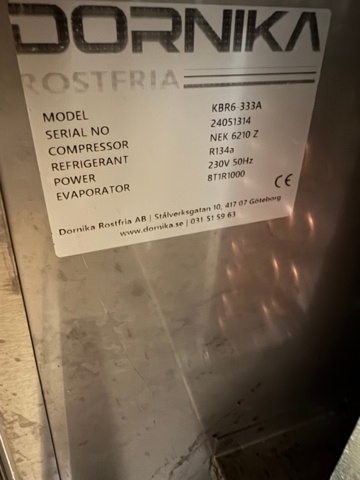 DORNIKA
ROSTFRIA
MODEL KBR6-333A
SERIAL NO 24051314
COMPRESSOR NEK 6210 Z
REFRIGERANT R134a
POWER 230V 50Hz
EVAPORATOR 8T1R1000
CE
Dornika Rostfria AB | Stålverksgatan 10, 417 07 Göteborg
www.dornika.se | 031 51 59 63